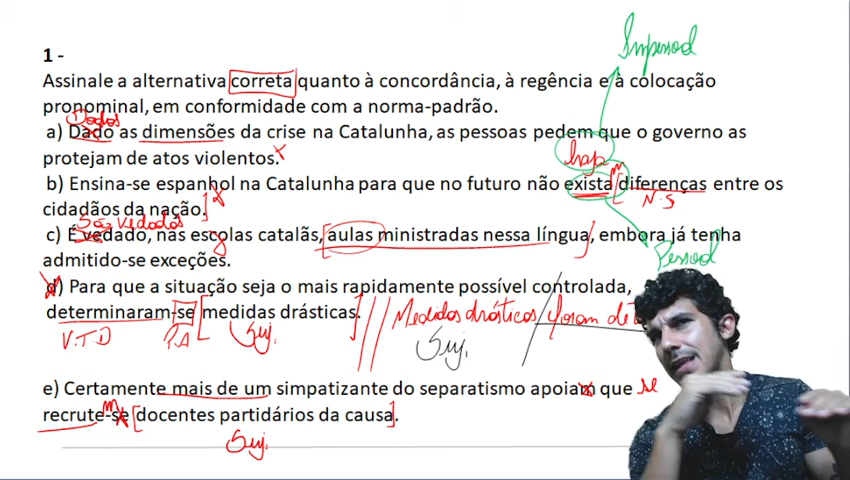 Impessoal
1 -
Assinale a alternativa correta quanto à concordância, à regência e à colocação
pronominal, em conformidade com a norma-padrão.
Dados
a) Dado as dimensões da crise na Catalunha, as pessoas pedem que o governo as
protejam de atos violentos. x
haja
m
b) Ensina-se espanhol na Catalunha para que no futuro não exista diferenças entre os
N.S
cidadãos da nação. x
São vedadas
c) É vedado, nas escolas catalãs, aulas ministradas nessa língua, embora já tenha
admitido-se exceções.
Pessoal
d) Para que a situação seja o mais rapidamente possível controlada,
determinaram-se medidas drásticas. Medidas drásticas foram
V.T.D P.A Suj. Suj.
e) Certamente mais de um simpatizante do separatismo apoiam que se
recrute-se docentes partidários da causa.
m
Suj.